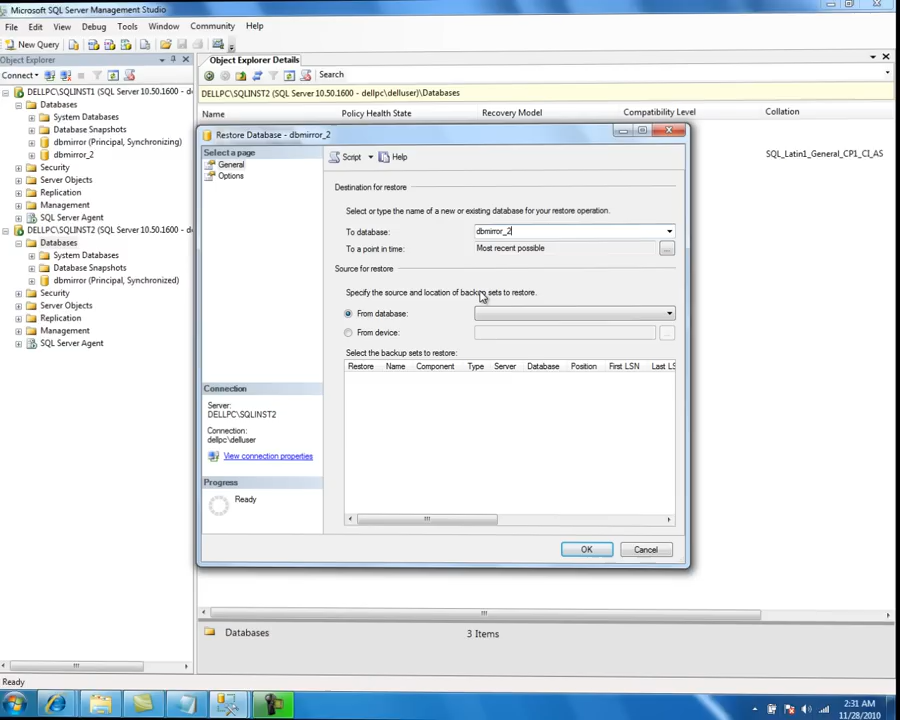 Microsoft SQL Server Management Studio
File Edit View Debug Tools Window Community Help
New Query
Object Explorer
Object Explorer Details
Connect
Search
DELLPC\SQLINST2 (SQL Server 10.50.1600 - dellpc\delluser)\Databases
Name Policy Health State Recovery Model Compatibility Level Collation
SQL_Latin1_General_CP1_CI_AS
DELLPC\SQLINST1 (SQL Server 10.50.1600 -
Databases
System Databases
Database Snapshots
dbmirror (Principal, Synchronizing)
dbmirror_2
Security
Server Objects
Replication
Management
SQL Server Agent
DELLPC\SQLINST2 (SQL Server 10.50.1600 -
Databases
System Databases
Database Snapshots
dbmirror (Principal, Synchronized)
Security
Server Objects
Replication
Management
SQL Server Agent
Restore Database - dbmirror_2
Select a page
General
Options
Script Help
Destination for restore
Select or type the name of a new or existing database for your restore operation.
To database: dbmirror_2
To a point in time: Most recent possible ...
Source for restore
Specify the source and location of backup sets to restore.
From database:
From device: ...
Select the backup sets to restore:
Restore Name Component Type Server Database Position First LSN Last LS
Connection
Server:
DELLPC\SQLINST2
Connection:
dellpc\delluser
View connection properties
Progress
Ready
OK Cancel
Databases 3 Items
Ready
2:31 AM
11/28/2010